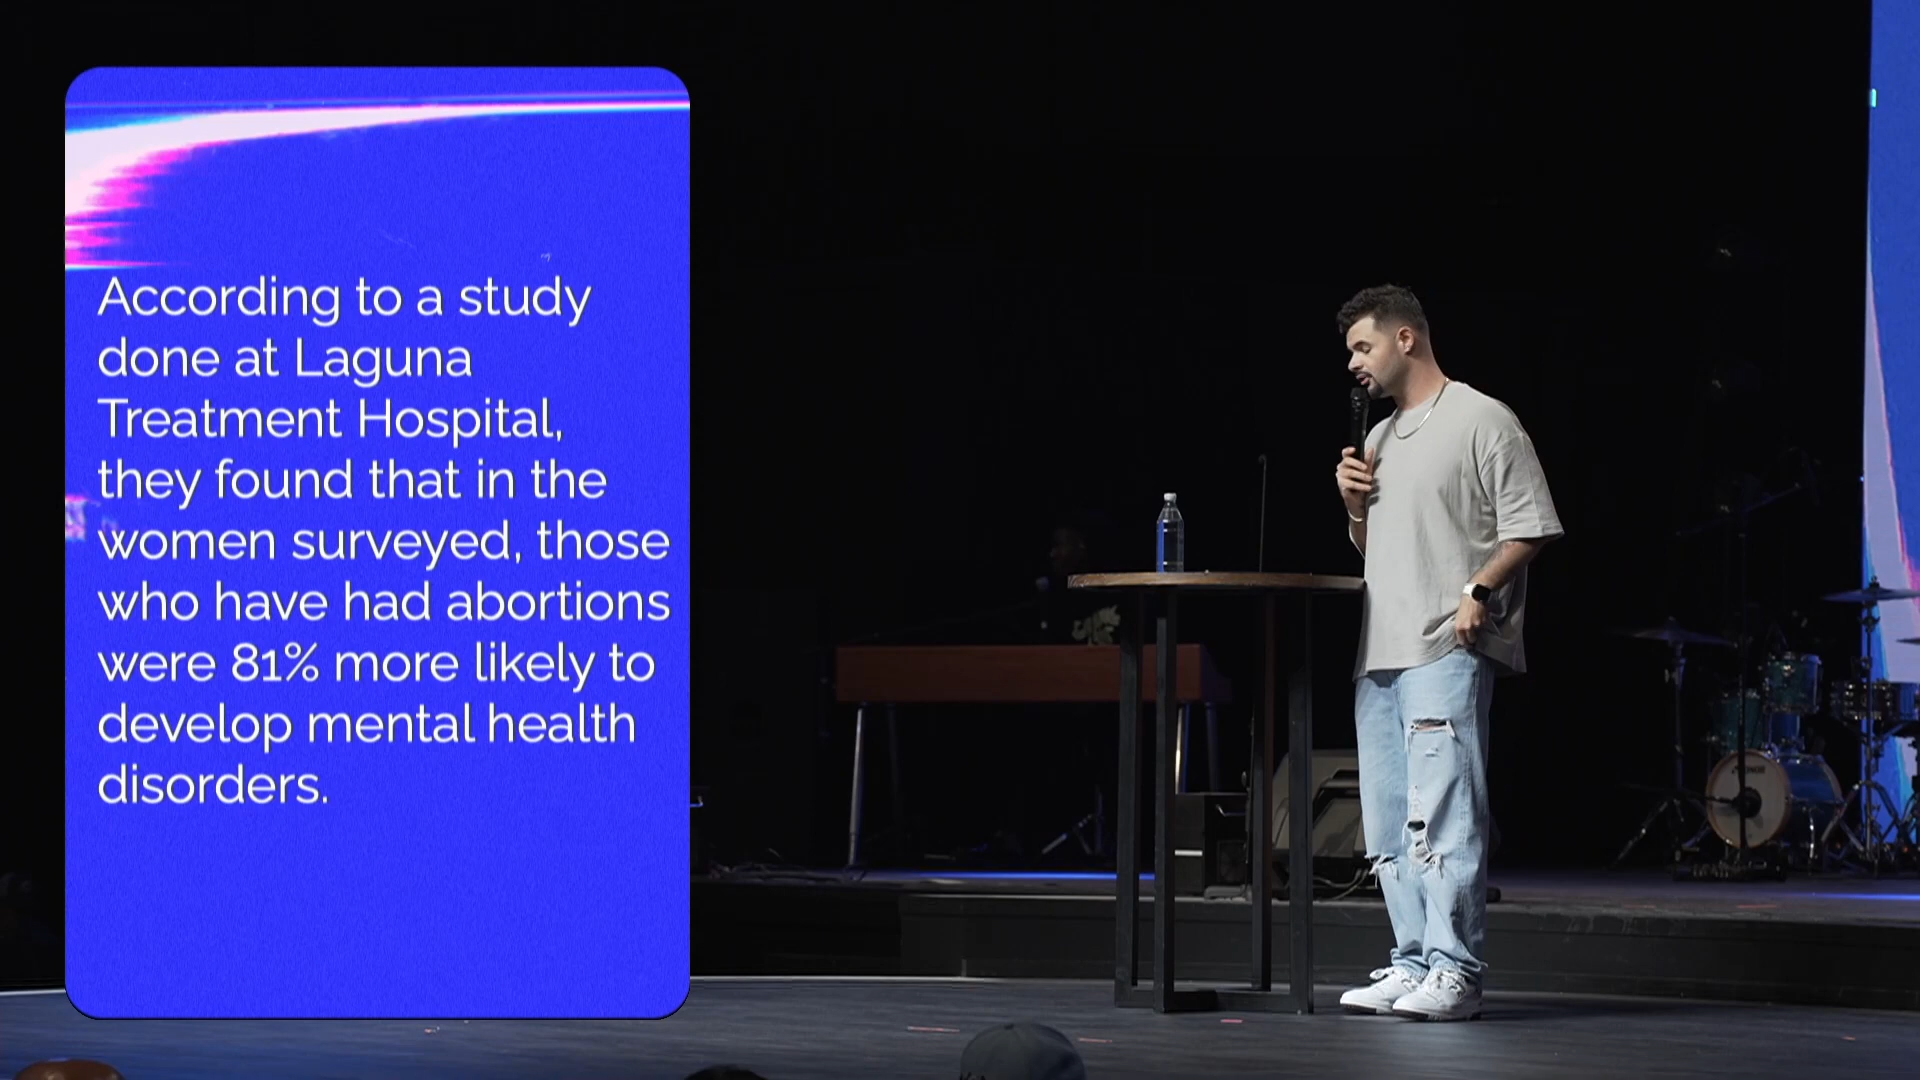 According to a study
done at Laguna
Treatment Hospital,
they found that in the
women surveyed, those
who have had abortions
were 81% more likely to
develop mental health
disorders.